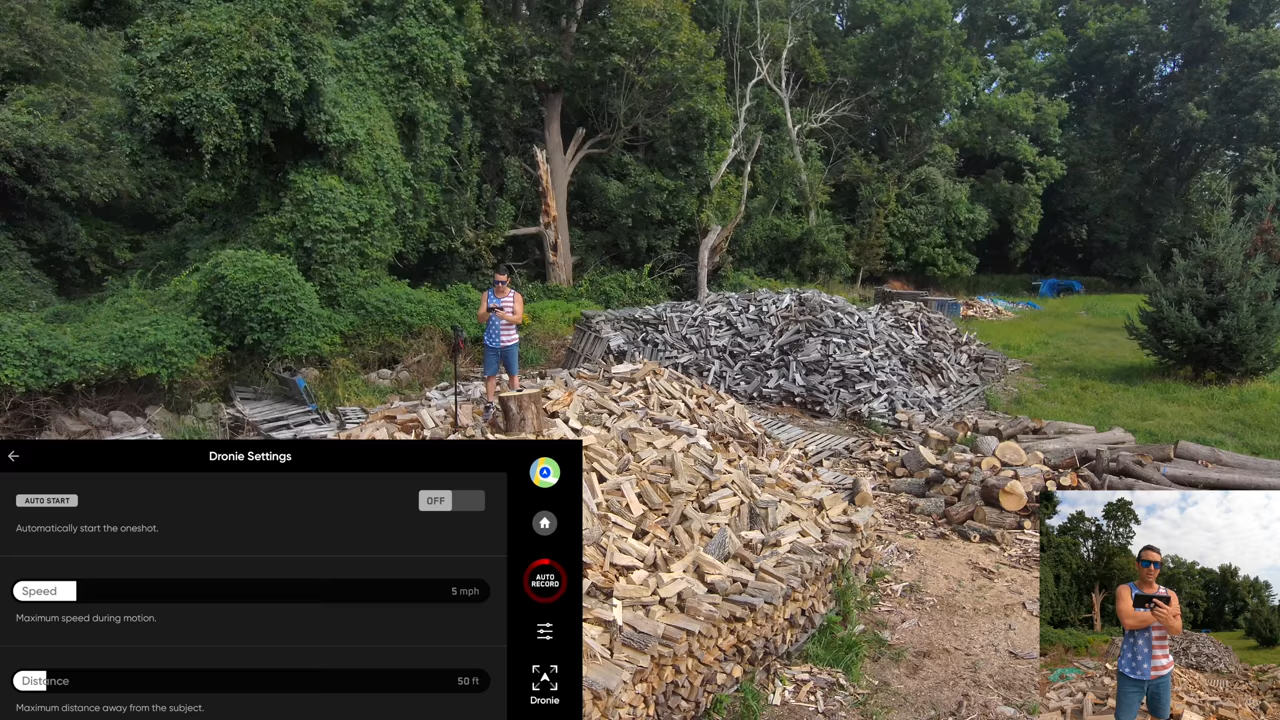 Dronie Settings
AUTO START
OFF
Automatically start the oneshot.
Speed
5 mph
Maximum speed during motion.
Distance
50 ft
Maximum distance away from the subject.
AUTO
RECORD
Dronie